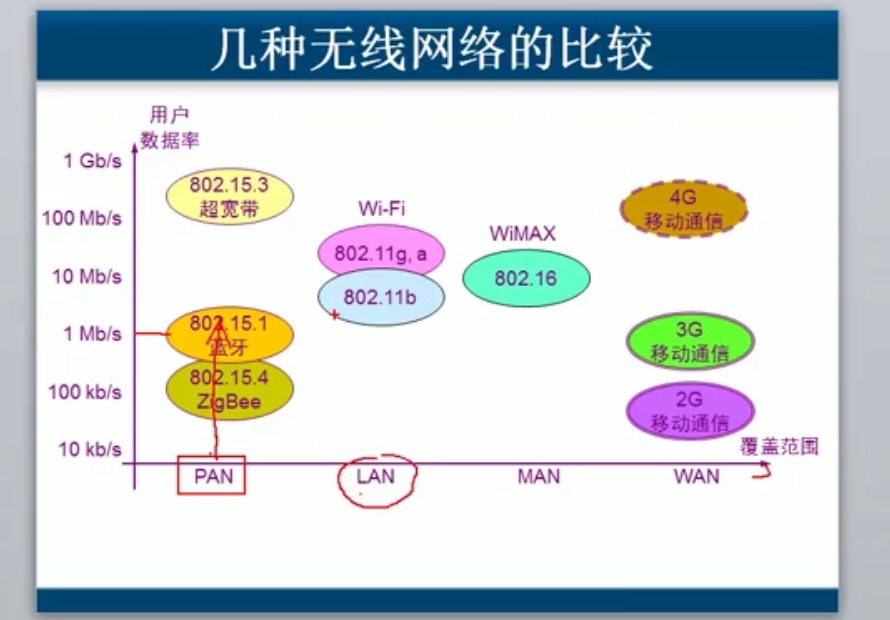 几种无线网络的比较
用户
数据率
1 Gb/s
100 Mb/s
10 Mb/s
1 Mb/s
100 kb/s
10 kb/s
802.15.3
超宽带
802.15.1
蓝牙
802.15.4
ZigBee
Wi-Fi
802.11g, a
802.11b
WiMAX
802.16
4G
移动通信
3G
移动通信
2G
移动通信
覆盖范围
PAN
LAN
MAN
WAN